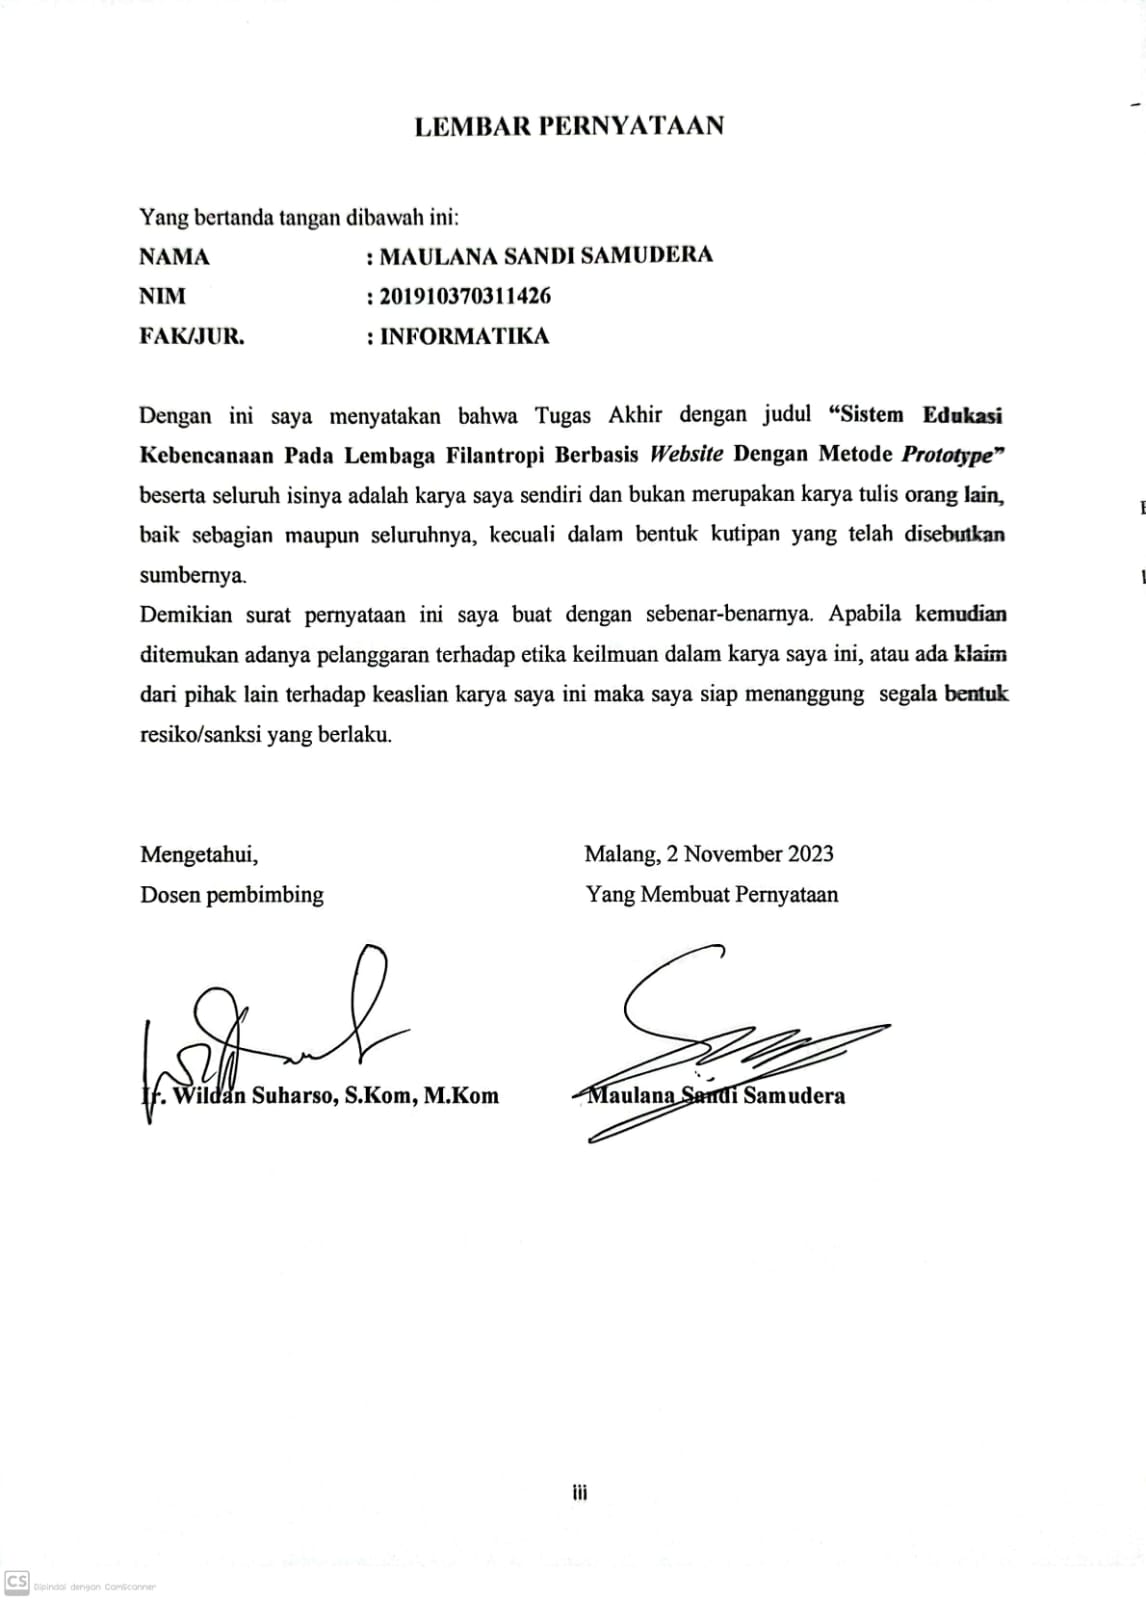 LEMBAR PERNYATAAN
Yang bertanda tangan dibawah ini:
NAMA : MAULANA SANDI SAMUDERA
NIM : 201910370311426
FAK/JUR. : INFORMATIKA
Dengan ini saya menyatakan bahwa Tugas Akhir dengan judul “Sistem Edukasi
Kebencanaan Pada Lembaga Filantropi Berbasis Website Dengan Metode Prototype”
beserta seluruh isinya adalah karya saya sendiri dan bukan merupakan karya tulis orang lain,
baik sebagian maupun seluruhnya, kecuali dalam bentuk kutipan yang telah disebutkan
sumbernya.
Demikian surat pernyataan ini saya buat dengan sebenar-benarnya. Apabila kemudian
ditemukan adanya pelanggaran terhadap etika keilmuan dalam karya saya ini, atau ada klaim
dari pihak lain terhadap keaslian karya saya ini maka saya siap menanggung segala bentuk
resiko/sanksi yang berlaku.
Mengetahui,
Dosen pembimbing
Ir. Wildan Suharso, S.Kom, M.Kom
Malang, 2 November 2023
Yang Membuat Pernyataan
Maulana Sandi Samudera
iii
CS Dipindai dengan CamScanner